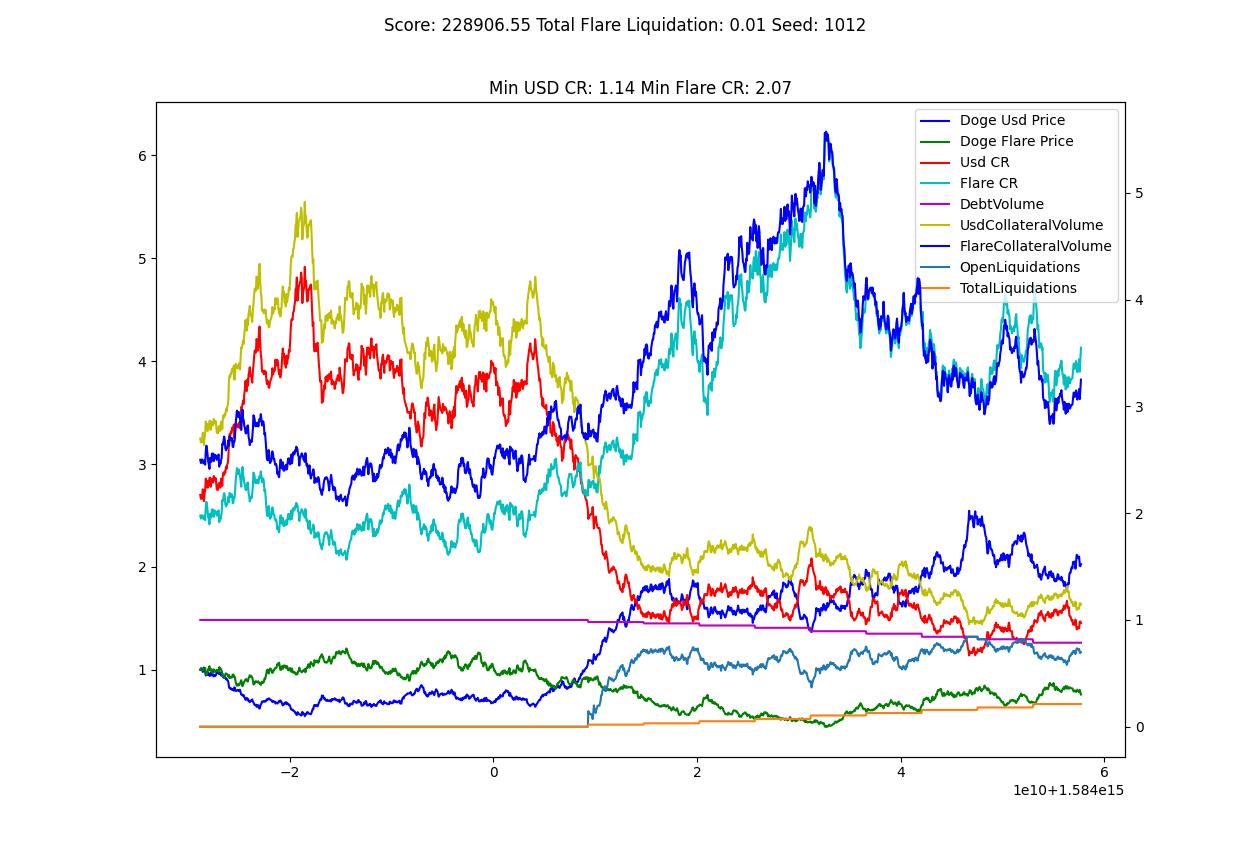 Score: 228906.55 Total Flare Liquidation: 0.01 Seed: 1012
Min USD CR: 1.14 Min Flare CR: 2.07
Doge Usd Price
Doge Flare Price
Usd CR
Flare CR
DebtVolume
UsdCollateralVolume
FlareCollateralVolume
OpenLiquidations
TotalLiquidations
6
5
4
3
2
1
5
4
3
2
1
0
−2
0
2
4
6
1e10+1.584e15